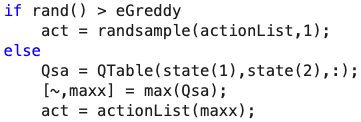 if rand() > eGreddy
    act = randsample(actionList,1);
else
    Qsa = QTable(state(1),state(2),:);
    [~,maxx] = max(Qsa);
    act = actionList(maxx);